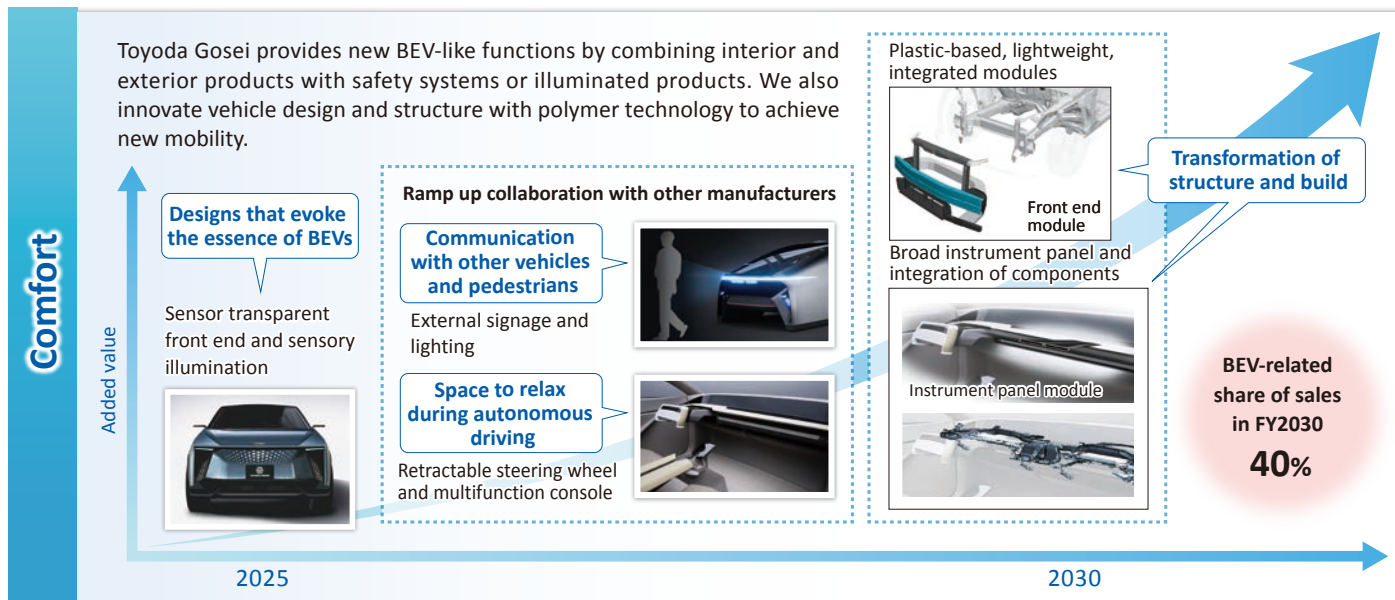 Comfort
Toyoda Gosei provides new BEV-like functions by combining interior and
exterior products with safety systems or illuminated products. We also
innovate vehicle design and structure with polymer technology to achieve
new mobility.
Added value
Designs that evoke
the essence of BEVs
Sensor transparent
front end and sensory
illumination
Ramp up collaboration with other manufacturers
Communication
with other vehicles
and pedestrians
External signage and
lighting
Space to relax
during autonomous
driving
Retractable steering wheel
and multifunction console
Plastic-based, lightweight,
integrated modules
Front end
module
Broad instrument panel and
integration of components
Instrument panel module
Transformation of
structure and build
BEV-related
share of sales
in FY2030
40%
2025
2030